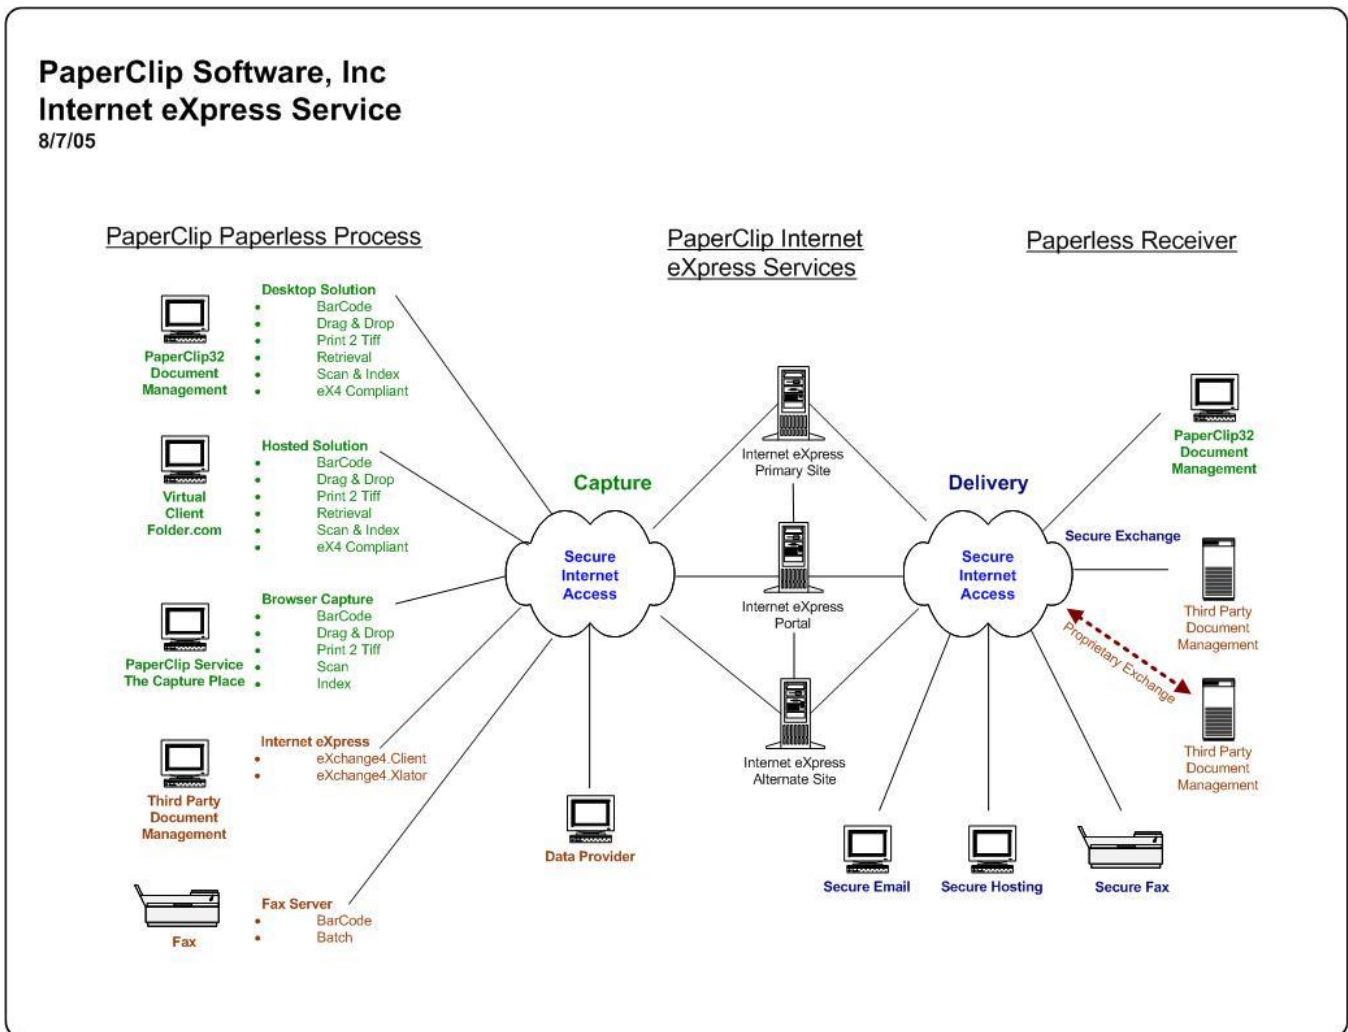 PaperClip Software, Inc
Internet eXpress Service
8/7/05
PaperClip Paperless Process
PaperClip Internet
eXpress Services
Paperless Receiver
PaperClip32
Document
Management
Desktop Solution
• BarCode
• Drag & Drop
• Print 2 Tiff
• Retrieval
• Scan & Index
• eX4 Compliant
Virtual
Client
Folder.com
Hosted Solution
• BarCode
• Drag & Drop
• Print 2 Tiff
• Retrieval
• Scan & Index
• eX4 Compliant
PaperClip Service
The Capture Place
Browser Capture
• BarCode
• Drag & Drop
• Print 2 Tiff
• Scan
• Index
Third Party
Document
Management
Internet eXpress
• eXchange4.Client
• eXchange4.Xlator
Fax
Fax Server
• BarCode
• Batch
Capture
Secure
Internet
Access
Data Provider
Internet eXpress
Primary Site
Internet eXpress
Portal
Internet eXpress
Alternate Site
Delivery
Secure
Internet
Access
Secure Email
Secure Hosting
Secure Fax
PaperClip32
Document
Management
Secure Exchange
Third Party
Document
Management
Proprietary Exchange
Third Party
Document
Management